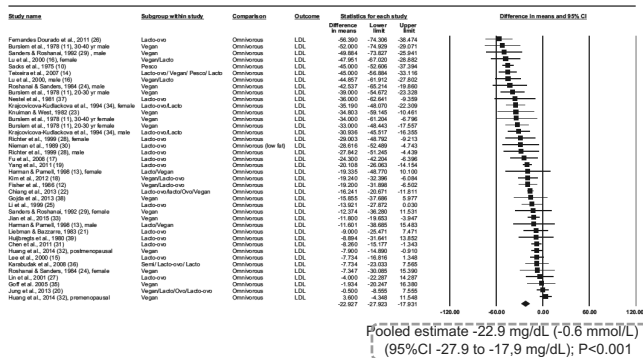 Study name Subgroup within study Comparison Outcome Statistics for each study Difference in means and 95% CI
Difference in means Lower limit Upper limit
Fernandes Dourado et al, 2011 (26) Lacto-ovo Omnivorous LDL -56.390 -74.306 -38.474
Burslem et al, 1978 (11), 30-40 yr male Vegan Omnivorous LDL -52.000 -74.929 -29.071
Sanders & Roshanai, 1992 (29), male Vegan Omnivorous LDL -49.884 -73.827 -25.941
Lu et al, 2000 (16), female Vegan/Lacto Omnivorous LDL -47.951 -67.020 -28.882
Sacks et al, 1975 (10) Pesco Omnivorous LDL -45.000 -52.606 -37.394
Teixeira et al, 2007 (14) Lacto-ovo/ Vegan/ Pesco/ Lacto Omnivorous LDL -45.000 -56.884 -33.116
Lu et al, 2000, male (16) Vegan/Lacto Omnivorous LDL -44.857 -61.912 -27.802
Roshanai & Sanders, 1984 (24), male Vegan Omnivorous LDL -42.537 -65.214 -19.860
Burslem et al, 1978 (11), 20-30 yr male Vegan Omnivorous LDL -39.000 -54.672 -23.328
Nestel et al, 1981 (37) Lacto-ovo Omnivorous LDL -36.000 -62.641 -9.359
Krajcovicova-Kudlackova et al, 1994 (34), female Lacto-ovo/Lacto Omnivorous LDL -35.190 -48.070 -22.309
Knuiman & West, 1982 (23) Vegan Omnivorous LDL -34.803 -59.145 -10.461
Burslem et al, 1978 (11), 30-40 yr female Vegan Omnivorous LDL -34.000 -61.204 -6.796
Burslem et al, 1978 (11), 20-30 yr female Vegan Omnivorous LDL -33.000 -48.443 -17.557
Krajcovicova-Kudlackova et al, 1994 (34), male Lacto-ovo/Lacto Omnivorous LDL -30.936 -45.517 -16.355
Richter et al, 1999 (28), female Lacto-ovo Omnivorous LDL -29.003 -48.792 -9.213
Nieman et al, 1989 (30) Lacto-ovo Omnivorous (low fat) LDL -28.616 -52.489 -4.743
Richter et al, 1999 (28), male Lacto-ovo Omnivorous LDL -27.842 -51.245 -4.439
Fu et al, 2008 (17) Lacto-ovo Omnivorous LDL -24.300 -42.204 -6.396
Yang et al, 2011 (19) Lacto-ovo Omnivorous LDL -20.108 -26.063 -14.154
Harman & Parnell, 1998 (13), female Lacto/Vegan Omnivorous LDL -19.335 -48.770 10.100
Kim et al, 2012 (18) Vegan/Lacto-ovo Omnivorous LDL -19.240 -32.396 -6.084
Fisher et al, 1986 (12) Vegan/Lacto-ovo Omnivorous LDL -19.200 -31.898 -6.502
Chiang et al, 2013 (22) Lacto-ovo/lacto/Ovo/Vegan Omnivorous LDL -16.241 -20.671 -11.811
Gojda et al, 2013 (38) Vegan Omnivorous LDL -15.855 -37.686 5.977
Li et al, 1999 (25) Lacto-ovo Omnivorous LDL -13.921 -27.872 0.030
Sanders & Roshanai, 1992 (29), female Vegan Omnivorous LDL -12.374 -36.280 11.531
Jian et al, 2015 (33) Vegan Omnivorous LDL -11.800 -19.653 -3.947
Harman & Parnell, 1998 (13), male Lacto/Vegan Omnivorous LDL -11.601 -38.685 15.483
Liebman & Bazzarre, 1983 (21) Lacto-ovo Omnivorous LDL -9.000 -25.471 7.471
Huijbregts et al, 1980 (39) Lacto-ovo Omnivorous LDL -8.894 -31.641 13.852
Chen et al, 2011 (31) Lacto-ovo Omnivorous LDL -8.260 -15.177 -1.343
Huang et al, 2014 (32), postmenopausal Vegan Omnivorous LDL -7.900 -14.890 -0.910
Lee et al, 2000 (15) Lacto-ovo Omnivorous LDL -7.734 -16.816 1.348
Karabudak et al, 2008 (36) Semi/ Lacto-ovo/ Lacto Omnivorous LDL -7.734 -23.033 7.565
Roshanai & Sanders, 1984 (24), female Vegan Omnivorous LDL -7.347 -30.085 15.390
Lin et al, 2001 (27) Lacto-ovo Omnivorous LDL -4.000 -22.287 14.287
Goff et al, 2005 (35) Vegan Omnivorous LDL -1.934 -20.247 16.380
Jung et al, 2013 (20) Vegan/Lacto/Ovo/Lacto-ovo Omnivorous LDL -0.500 -8.555 7.555
Huang et al, 2014 (32), premenopausal Vegan Omnivorous LDL 3.600 -4.348 11.548
-22.927 -27.923 -17.931
-120.00 -60.00 0.00 60.00 120.00
Pooled estimate -22.9 mg/dL (-0.6 mmol/L)
(95%CI -27.9 to -17.9 mg/dL); P<0.001